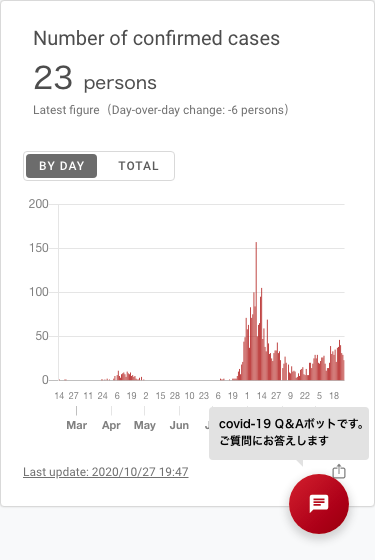 Number of confirmed cases
23 persons
Latest figure（Day-over-day change: -6 persons）
BY DAY TOTAL
200
150
100
50
0
14 27 11 24 6 19 2 15 28 10 23 6 19 1 14 27 9 22 5 18
Mar Apr May Jun
covid-19 Q&Aボットです。
ご質問にお答えします
Last update: 2020/10/27 19:47